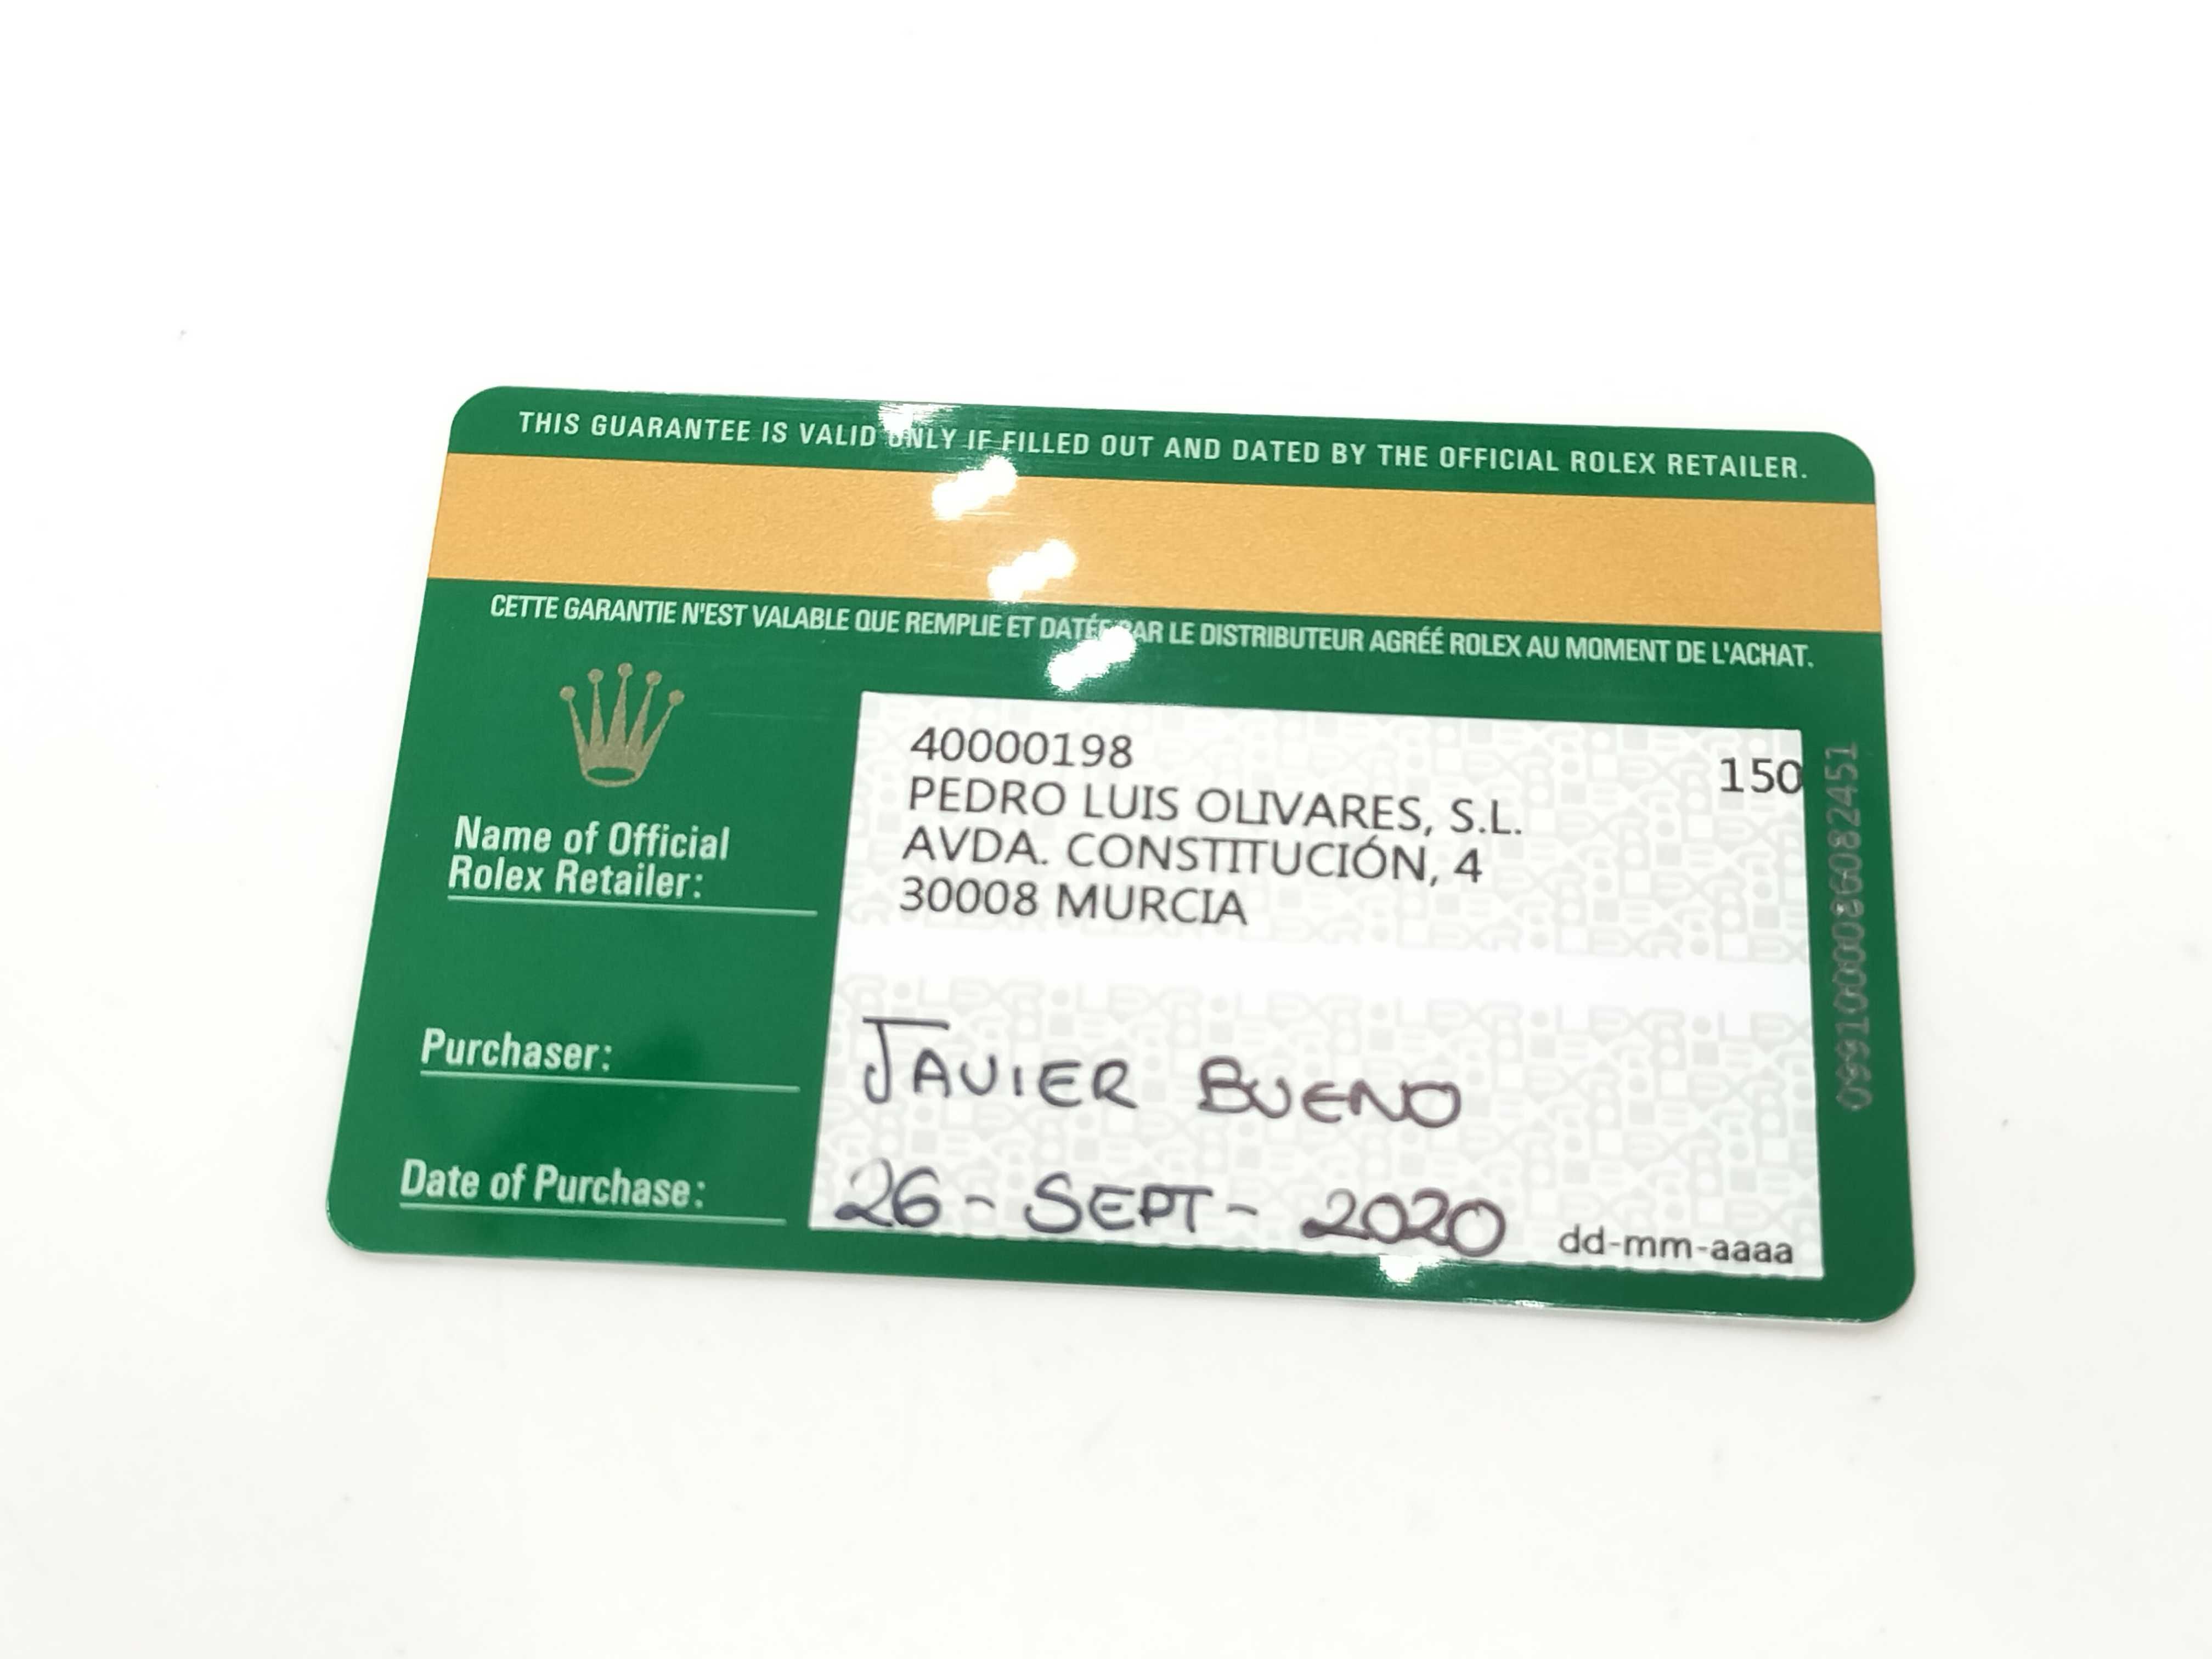 THIS GUARANTEE IS VALID ONLY IF FILLED OUT AND DATED BY THE OFFICIAL ROLEX RETAILER.
CETTE GARANTIE N'EST VALABLE QUE REMPLIE ET DATÉE PAR LE DISTRIBUTEUR AGRÉÉ ROLEX AU MOMENT DE L'ACHAT.
Name of Official
Rolex Retailer:
40000198 150
PEDRO LUIS OLIVARES, S.L.
AVDA. CONSTITUCIÓN, 4
30008 MURCIA
Purchaser:
JAVIER BUENO
Date of Purchase:
26-SEPT-2020
dd-mm-aaaa